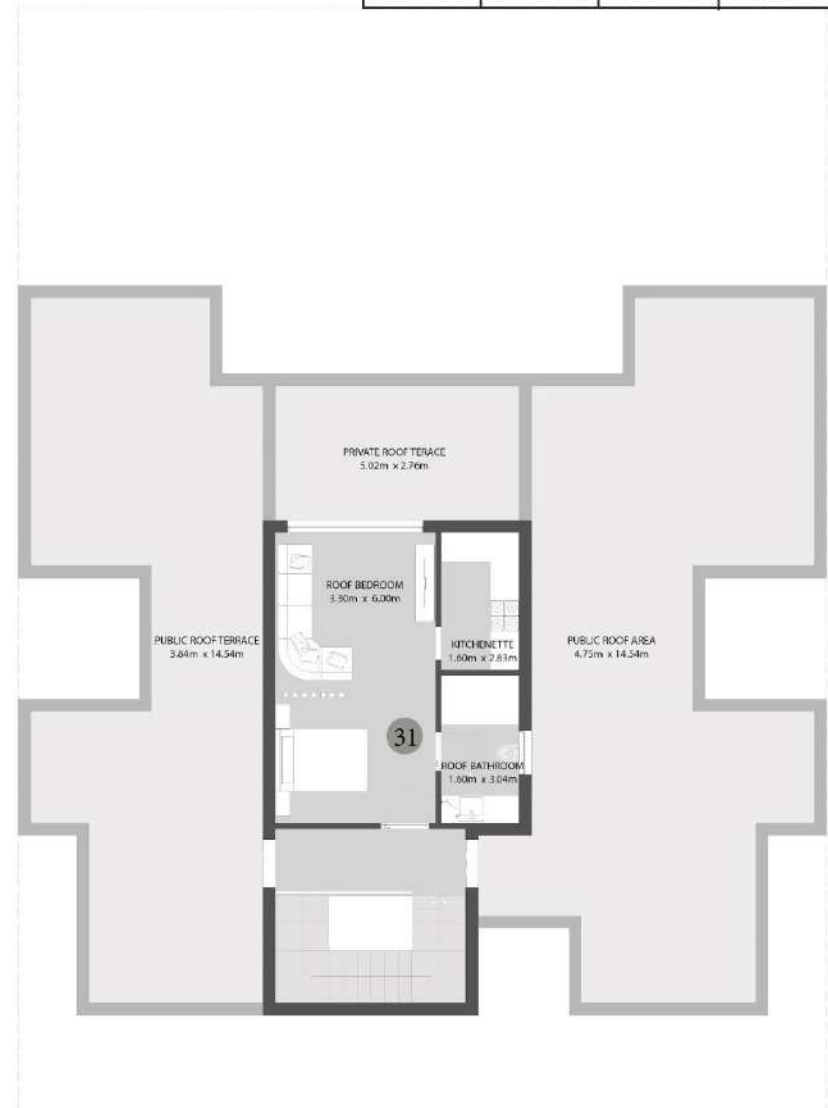 PRIVATE ROOF TERACE
5.02m x 2.76m
ROOF BEDROOM
3.30m x 6.00m
KITCHENETTE
1.60m x 2.83m
PUBLIC ROOF TERRACE
3.84m x 14.54m
PUBLIC ROOF AREA
4.75m x 14.54m
31
ROOF BATHROOM
1.60m x 3.04m